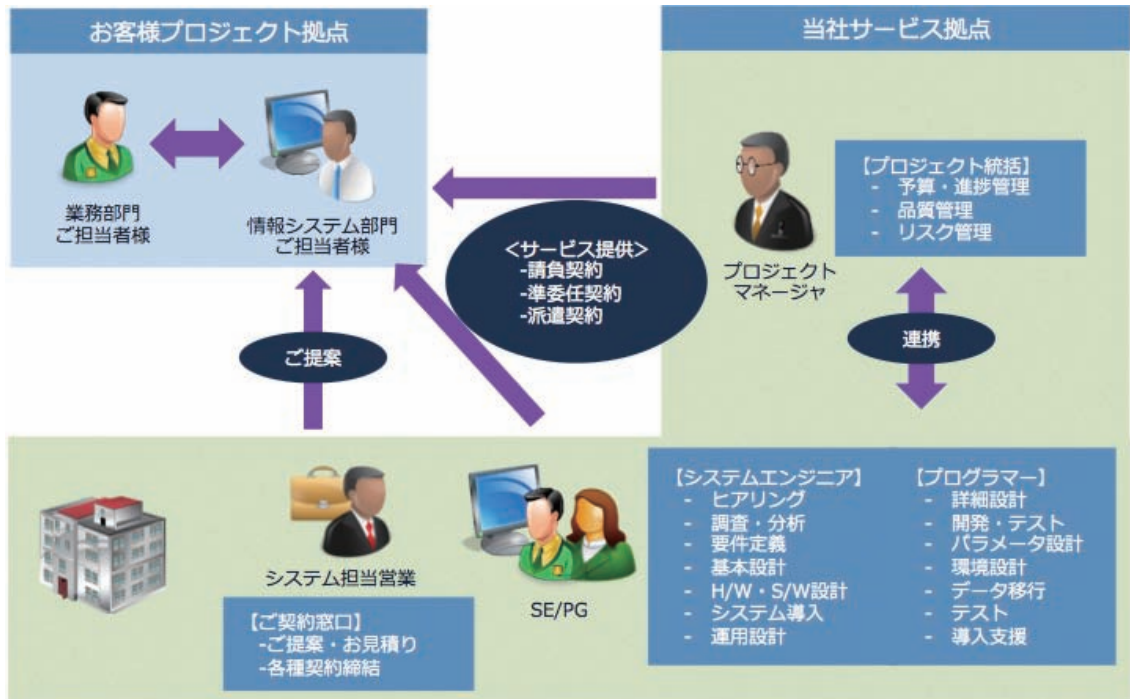 お客様プロジェクト拠点
業務部門
ご担当者様
情報システム部門
ご担当者様
当社サービス拠点
プロジェクト
マネージャ
【プロジェクト統括】
- 予算・進捗管理
- 品質管理
- リスク管理
＜サービス提供＞
-請負契約
-準委任契約
-派遣契約
ご提案
連携
システム担当営業
【ご契約窓口】
-ご提案・お見積り
-各種契約締結
SE/PG
【システムエンジニア】
- ヒアリング
- 調査・分析
- 要件定義
- 基本設計
- H/W・S/W設計
- システム導入
- 運用設計
【プログラマー】
- 詳細設計
- 開発・テスト
- パラメータ設計
- 環境設計
- データ移行
- テスト
- 導入支援